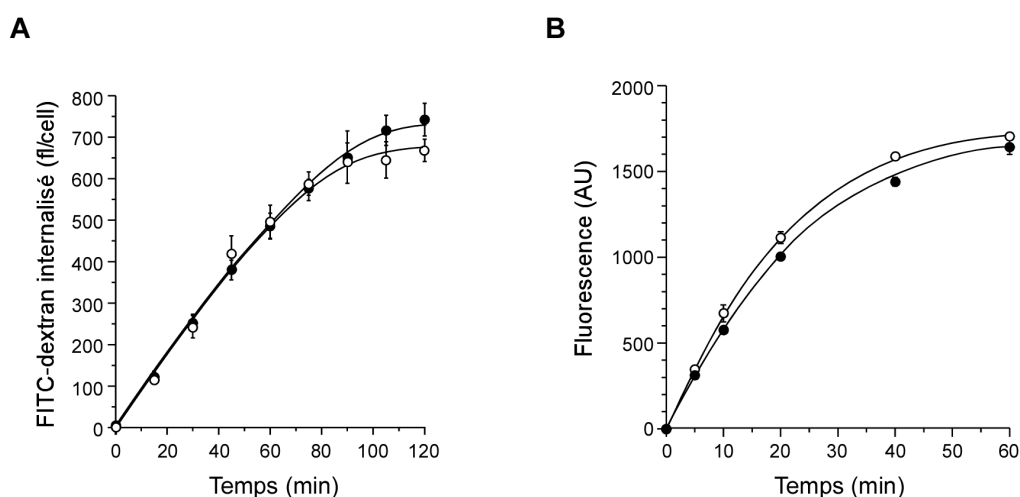 A
B
FITC-dextran internalisé (fl/cell)
800
700
600
500
400
300
200
100
0
0 20 40 60 80 100 120
Temps (min)
Fluorescence (AU)
2000
1500
1000
500
0
0 10 20 30 40 50 60
Temps (min)